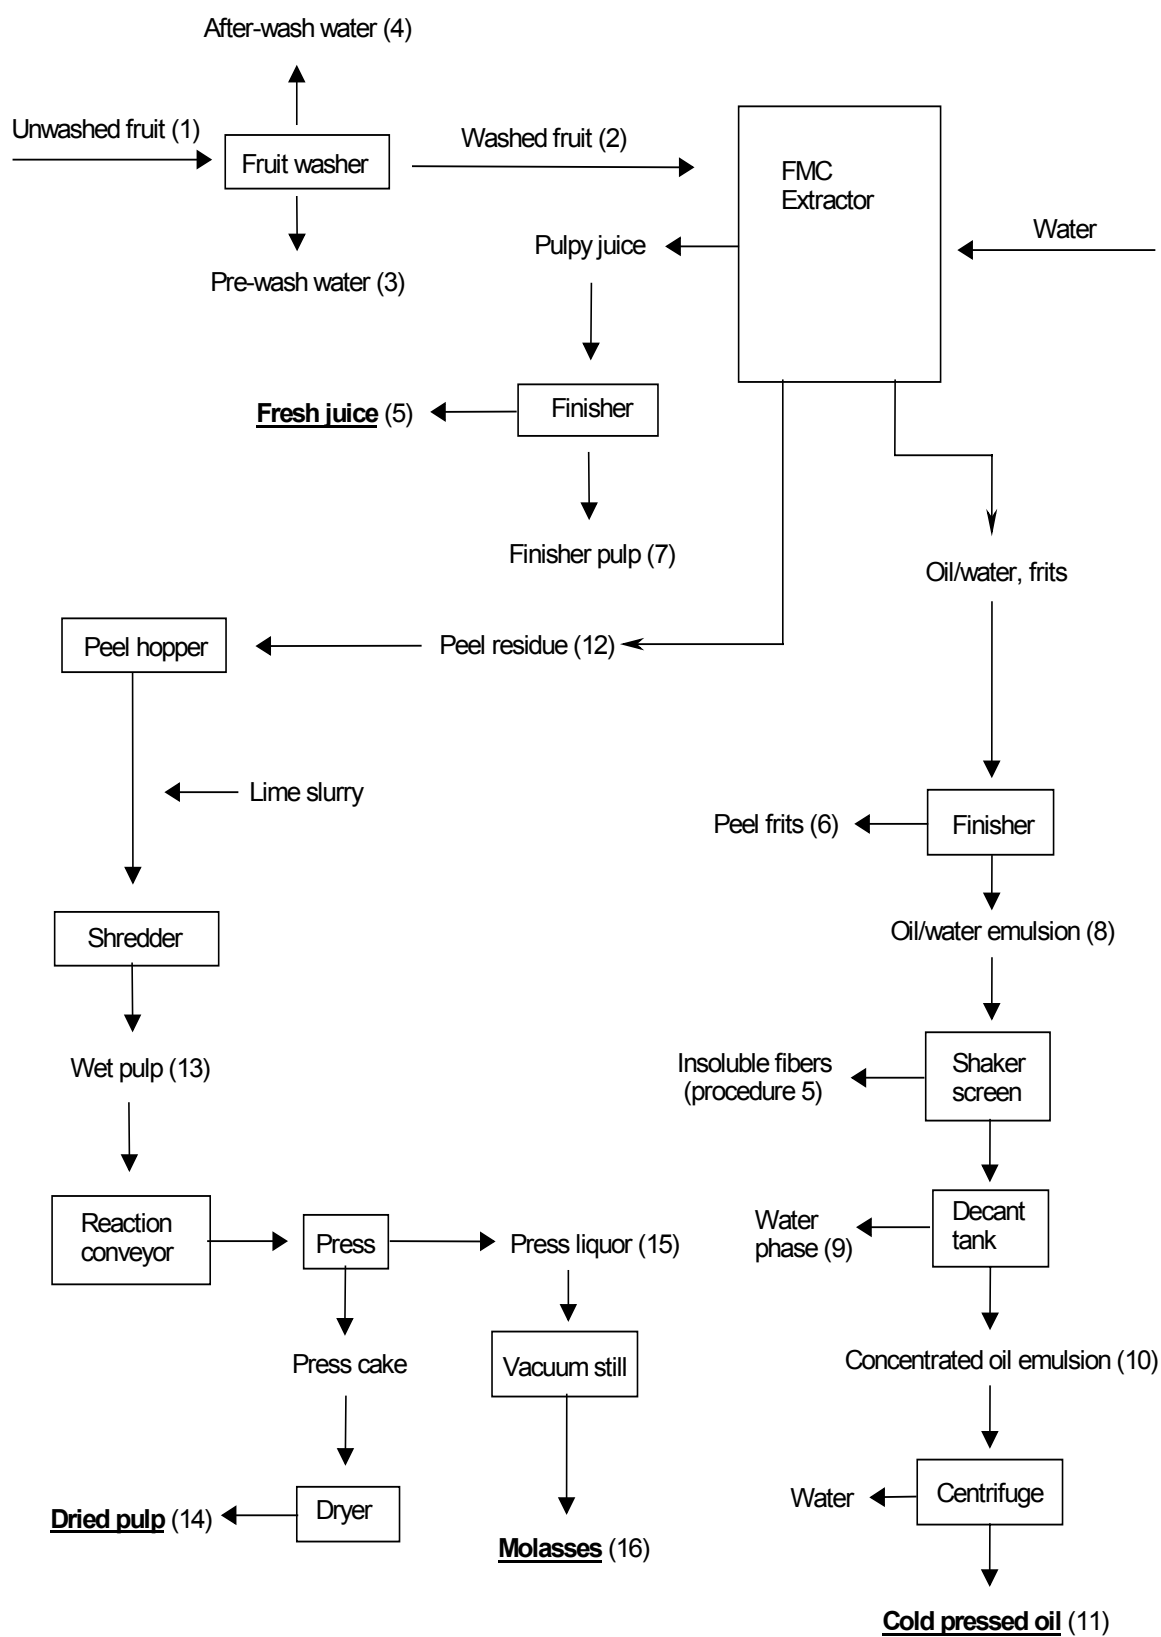 After-wash water (4)
Unwashed fruit (1)
Fruit washer
Washed fruit (2)
FMC
Extractor
Water
Pulpy juice
Pre-wash water (3)
Fresh juice (5)
Finisher
Finisher pulp (7)
Oil/water, frits
Peel hopper
Peel residue (12)
Lime slurry
Peel frits (6)
Finisher
Shredder
Oil/water emulsion (8)
Wet pulp (13)
Insoluble fibers
(procedure 5)
Shaker
screen
Reaction
conveyor
Press
Press liquor (15)
Water
phase (9)
Decant
tank
Press cake
Vacuum still
Concentrated oil emulsion (10)
Dried pulp (14)
Dryer
Water
Centrifuge
Molasses (16)
Cold pressed oil (11)